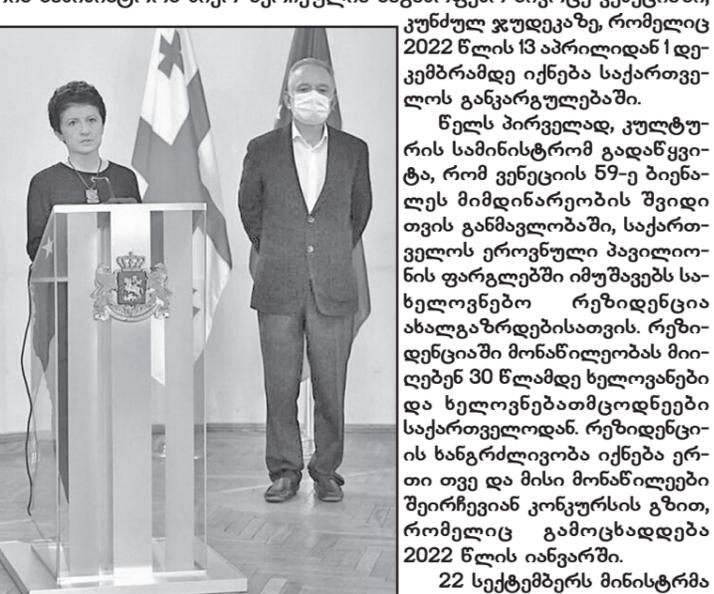 კუნძულ ჯუდეკაზე, რომელიც
2022 წლის 13 აპრილიდან 1 დე-
კემბრამდე იქნება საქართვე-
ლოს განკარგულებაში.
წელს პირველად, კულტუ-
რის სამინისტრომ გადაწყვი-
ტა, რომ ვენეციის 59-ე ბიენა-
ლეს მიმდინარეობის შვიდი
თვის განმავლობაში, საქართ-
ველოს ეროვნული პავილიო-
ნის ფარგლებში იმუშავებს სა-
ხელოვნებო რეზიდენცია
ახალგაზრდებისათვის. რეზი-
დენციაში მონაწილეობას მიი-
ღებენ 30 წლამდე ხელოვანები
და ხელოვნებათმცოდნეები
საქართველოდან. რეზიდენცი-
ის ხანგრძლივობა იქნება ერ-
თი თვე და მისი მონაწილეები
შეირჩევიან კონკურსის გზით,
რომელიც გამოცხადდება
2022 წლის იანვარში.
22 სექტემბერს მინისტრმა